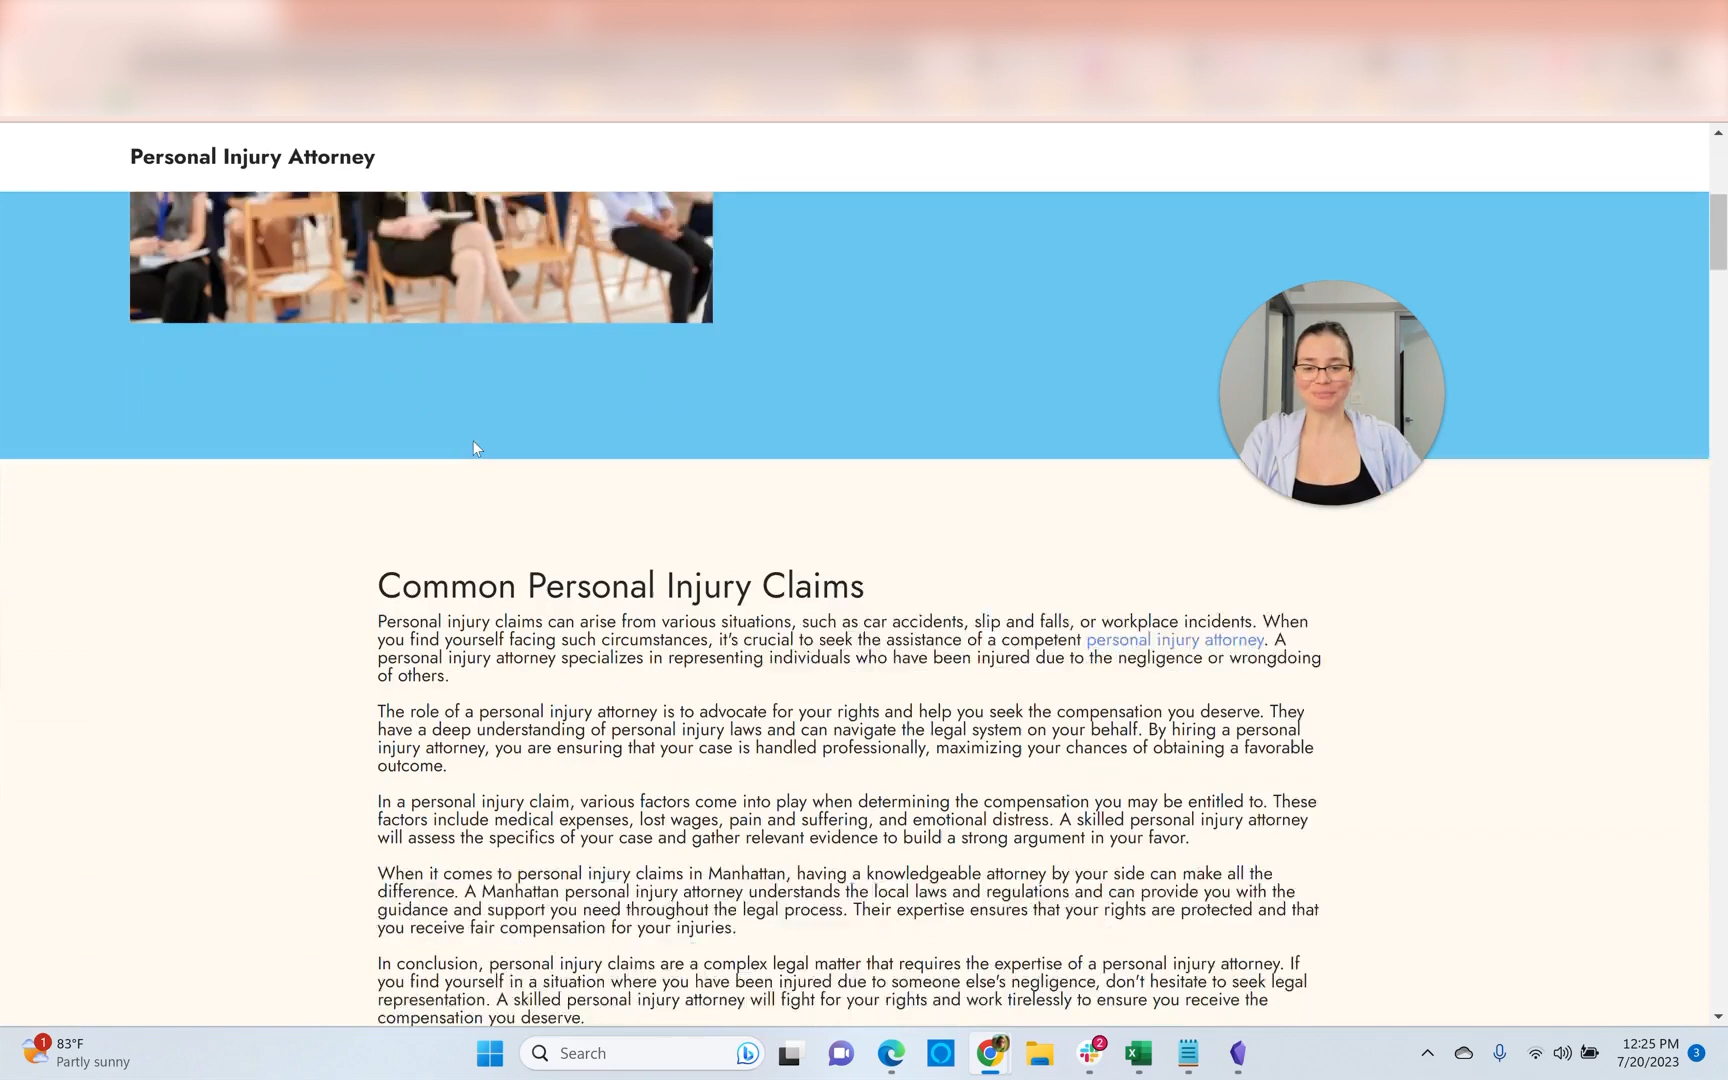 Personal Injury Attorney
Common Personal Injury Claims
Personal injury claims can arise from various situations, such as car accidents, slip and falls, or workplace incidents. When
you find yourself facing such circumstances, it's crucial to seek the assistance of a competent personal injury attorney. A
personal injury attorney specializes in representing individuals who have been injured due to the negligence or wrongdoing
of others.
The role of a personal injury attorney is to advocate for your rights and help you seek the compensation you deserve. They
have a deep understanding of personal injury laws and can navigate the legal system on your behalf. By hiring a personal
injury attorney, you are ensuring that your case is handled professionally, maximizing your chances of obtaining a favorable
outcome.
In a personal injury claim, various factors come into play when determining the compensation you may be entitled to. These
factors include medical expenses, lost wages, pain and suffering, and emotional distress. A skilled personal injury attorney
will assess the specifics of your case and gather relevant evidence to build a strong argument in your favor.
When it comes to personal injury claims in Manhattan, having a knowledgeable attorney by your side can make all the
difference. A Manhattan personal injury attorney understands the local laws and regulations and can provide you with the
guidance and support you need throughout the legal process. Their expertise ensures that your rights are protected and that
you receive fair compensation for your injuries.
In conclusion, personal injury claims are a complex legal matter that requires the expertise of a personal injury attorney. If
you find yourself in a situation where you have been injured due to someone else's negligence, don't hesitate to seek legal
representation. A skilled personal injury attorney will fight for your rights and work tirelessly to ensure you receive the
compensation you deserve.
1
83°F
Partly sunny
Search
2
12:25 PM
7/20/2023
3